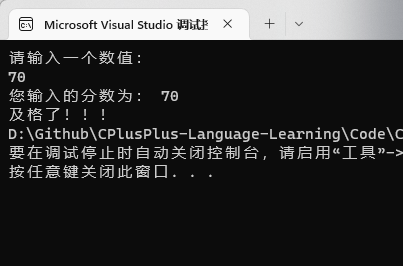 Microsoft Visual Studio 调试
请输入一个数值：
70
您输入的分数为： 70
及格了！！！
D:\Github\CPlusPlus-Language-Learning\Code\C
要在调试停止时自动关闭控制台，请启用“工具”->
按任意键关闭此窗口. . .